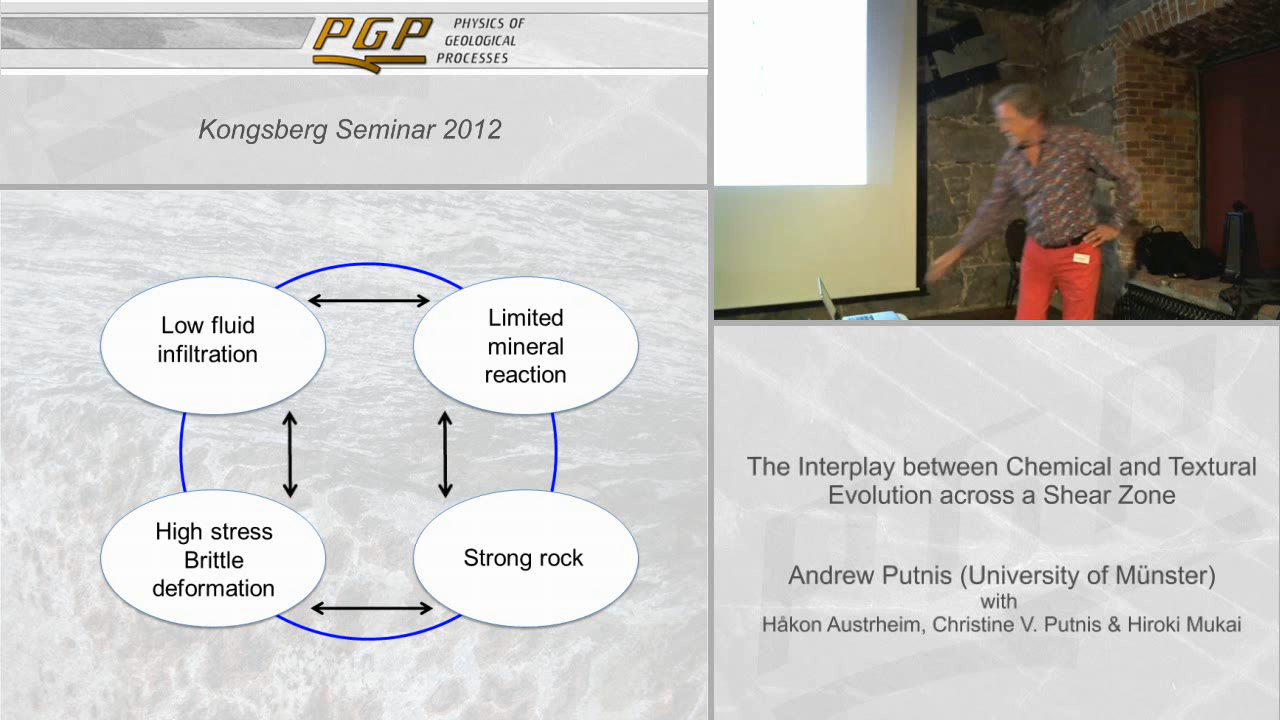 PGP
PHYSICS OF
GEOLOGICAL
PROCESSES
Kongsberg Seminar 2012
Low fluid
infiltration
Limited
mineral
reaction
High stress
Brittle
deformation
Strong rock
The Interplay between Chemical and Textural
Evolution across a Shear Zone
Andrew Putnis (University of Münster)
with
Håkon Austrheim, Christine V. Putnis & Hiroki Mukai